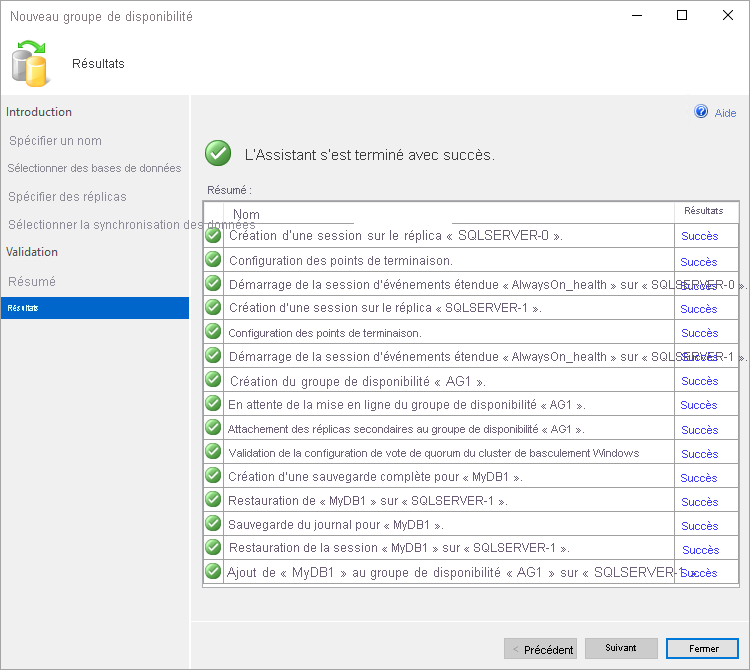 Nouveau groupe de disponibilité
Résultats
Introduction
Spécifier un nom
Sélectionner des bases de données
Spécifier des réplicas
Sélectionner la synchronisation des données
Validation
Résumé
Résultats
Aide
L'Assistant s'est terminé avec succès.
Résumé :
Nom Résultats
Création d'une session sur le réplica « SQLSERVER-0 ». Succès
Configuration des points de terminaison. Succès
Démarrage de la session d'événements étendue « AlwaysOn_health » sur « SQLSERVER-0 ». Succès
Création d'une session sur le réplica « SQLSERVER-1 ». Succès
Configuration des points de terminaison. Succès
Démarrage de la session d'événements étendue « AlwaysOn_health » sur « SQLSERVER-1 ». Succès
Création du groupe de disponibilité « AG1 ». Succès
En attente de la mise en ligne du groupe de disponibilité « AG1 ». Succès
Attachement des réplicas secondaires au groupe de disponibilité « AG1 ». Succès
Validation de la configuration de vote de quorum du cluster de basculement Windows Succès
Création d'une sauvegarde complète pour « MyDB1 ». Succès
Restauration de « MyDB1 » sur « SQLSERVER-1 ». Succès
Sauvegarde du journal pour « MyDB1 ». Succès
Restauration de la session « MyDB1 » sur « SQLSERVER-1 ». Succès
Ajout de « MyDB1 » au groupe de disponibilité « AG1 » sur « SQLSERVER-1 ». Succès
< Précédent Suivant Fermer